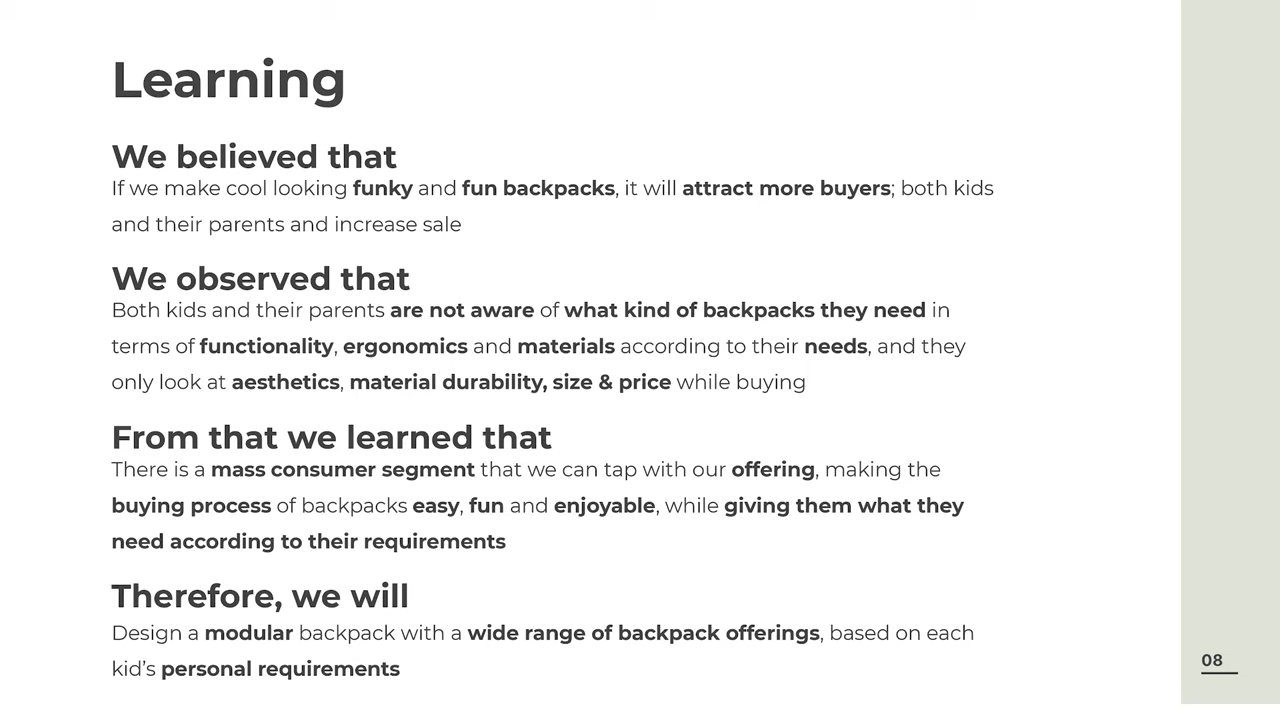 Learning
We believed that
If we make cool looking funky and fun backpacks, it will attract more buyers; both kids
and their parents and increase sale
We observed that
Both kids and their parents are not aware of what kind of backpacks they need in
terms of functionality, ergonomics and materials according to their needs, and they
only look at aesthetics, material durability, size & price while buying
From that we learned that
There is a mass consumer segment that we can tap with our offering, making the
buying process of backpacks easy, fun and enjoyable, while giving them what they
need according to their requirements
Therefore, we will
Design a modular backpack with a wide range of backpack offerings, based on each
kid’s personal requirements
08